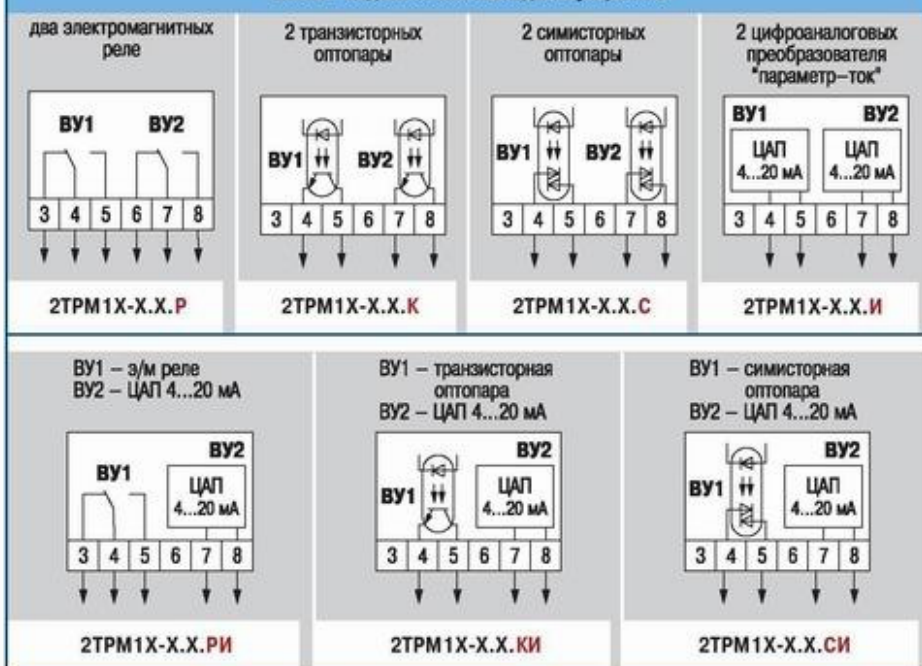 два электромагнитных
реле
ВУ1 ВУ2
3 4 5 6 7 8
2ТРМ1Х-Х.Х.Р
2 транзисторных
оптопары
ВУ1 ВУ2
3 4 5 6 7 8
2ТРМ1Х-Х.Х.К
2 симисторных
оптопары
ВУ1 ВУ2
3 4 5 6 7 8
2ТРМ1Х-Х.Х.С
2 цифроаналоговых
преобразователя
"параметр–ток"
ВУ1 ВУ2
ЦАП ЦАП
4...20 мА 4...20 мА
3 4 5 6 7 8
2ТРМ1Х-Х.Х.И
ВУ1 – э/м реле
ВУ2 – ЦАП 4...20 мА
ВУ2
ВУ1
ЦАП
4...20 мА
3 4 5 6 7 8
2ТРМ1Х-Х.Х.РИ
ВУ1 – транзисторная
оптопара
ВУ2 – ЦАП 4...20 мА
ВУ2
ВУ1
ЦАП
4...20 мА
3 4 5 6 7 8
2ТРМ1Х-Х.Х.КИ
ВУ1 – симисторная
оптопара
ВУ2 – ЦАП 4...20 мА
ВУ2
ВУ1
ЦАП
4...20 мА
3 4 5 6 7 8
2ТРМ1Х-Х.Х.СИ